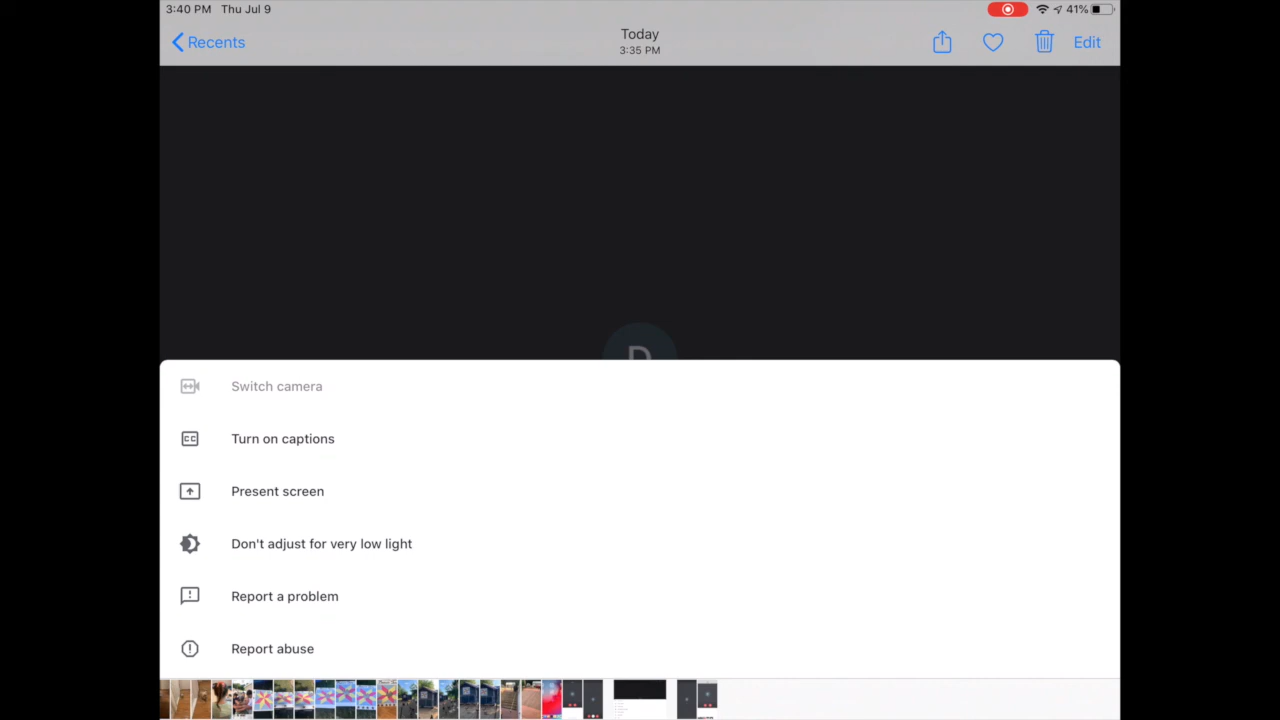 3:40 PM Thu Jul 9 41%
Recents Today Edit
3:35 PM
D
Switch camera
CC Turn on captions
Present screen
Don't adjust for very low light
Report a problem
Report abuse